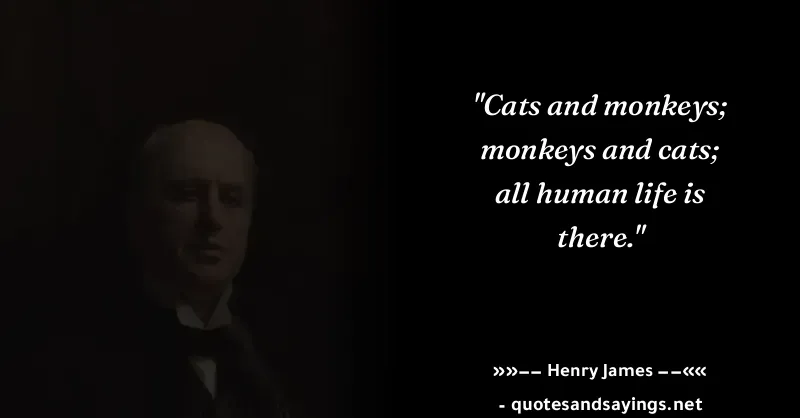 "Cats and monkeys;
monkeys and cats;
all human life is
there."
»»—— Henry James ——««
- quotesandsayings.net